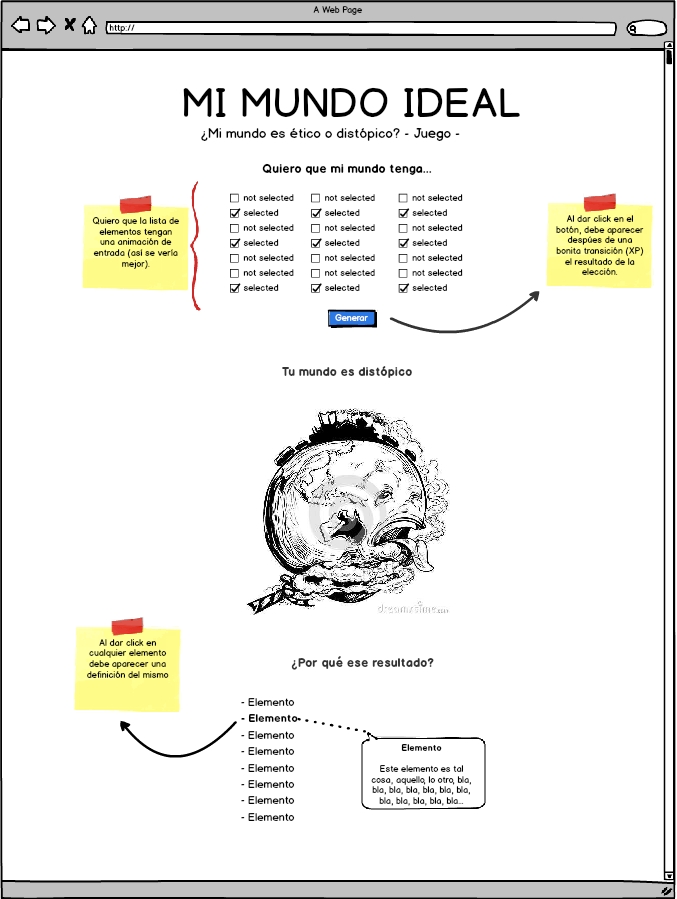 A Web Page
http://
MI MUNDO IDEAL
¿Mi mundo es ético o distópico? - Juego -
Quiero que mi mundo tenga...
not selected not selected not selected
selected selected selected
not selected not selected not selected
selected selected selected
not selected not selected not selected
not selected not selected not selected
selected selected selected
Quiero que la lista de
elementos tengan
una animación de
entrada (así se vería
mejor).
Al dar click en el
botón, debe aparecer
despúes de una
bonita transición (XP)
el resultado de la
elección.
Generar
Tu mundo es distópico
dreamstime
Al dar click en
cualquier elemento
debe aparecer una
definición del mismo
¿Por qué ese resultado?
- Elemento
- Elemento
- Elemento
- Elemento
- Elemento
- Elemento
- Elemento
- Elemento
Elemento
Este elemento es tal
cosa, aquello, lo otro, bla,
bla, bla, bla, bla, bla, bla,
bla, bla, bla, bla, bla...